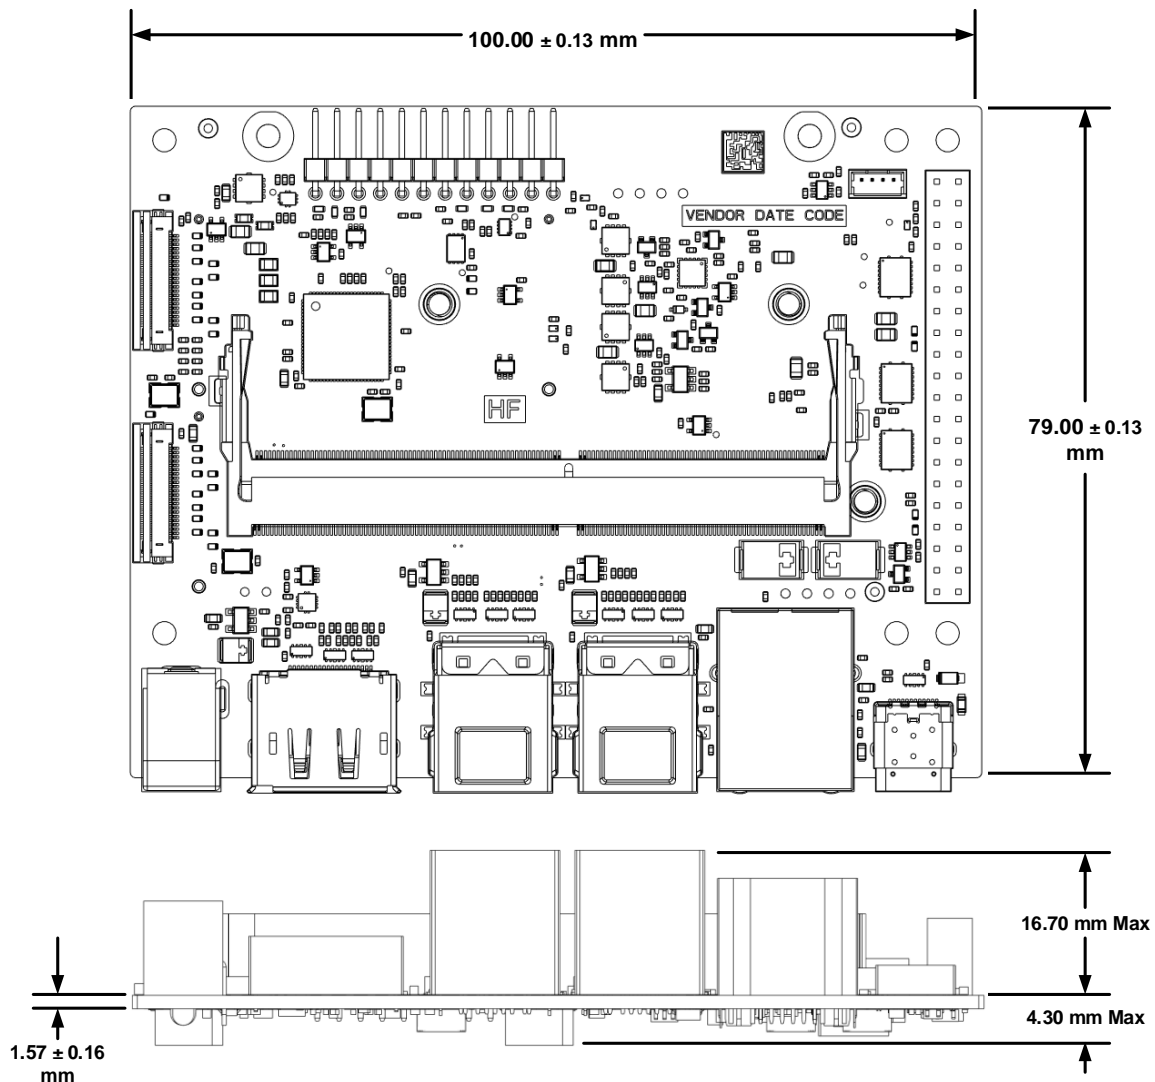 100.00 ± 0.13 mm
VENDOR DATE CODE
HF
79.00 ± 0.13
mm
16.70 mm Max
4.30 mm Max
1.57 ± 0.16
mm